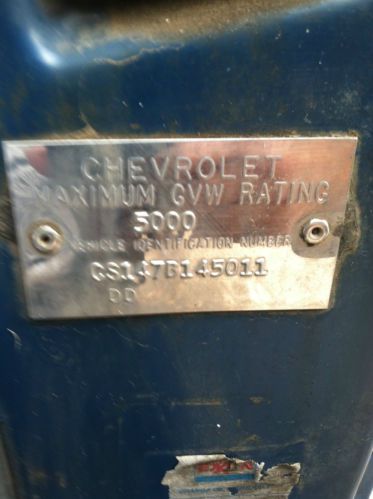 CHEVROLET
MAXIMUM GVW RATING
5000
VEHICLE IDENTIFICATION NUMBER
CS147B145011
DD